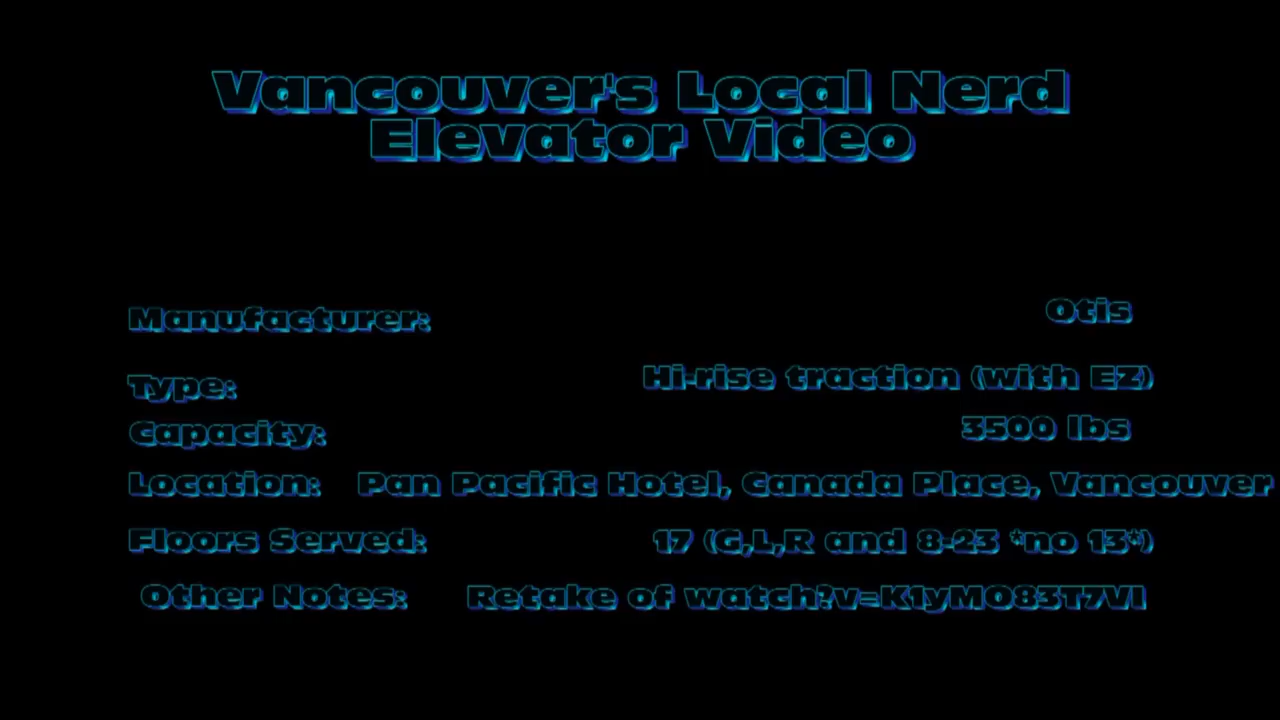 Vancouver's Local Nerd
Elevator Video
Manufacturer: Otis
Type: Hi-rise traction (with EZ)
Capacity: 3500 lbs
Location: Pan Pacific Hotel, Canada Place, Vancouver
Floors Served: 17 (G,L,R and 8-23 *no 13*)
Other Notes: Retake of watch?v=K1yMO83T7VI